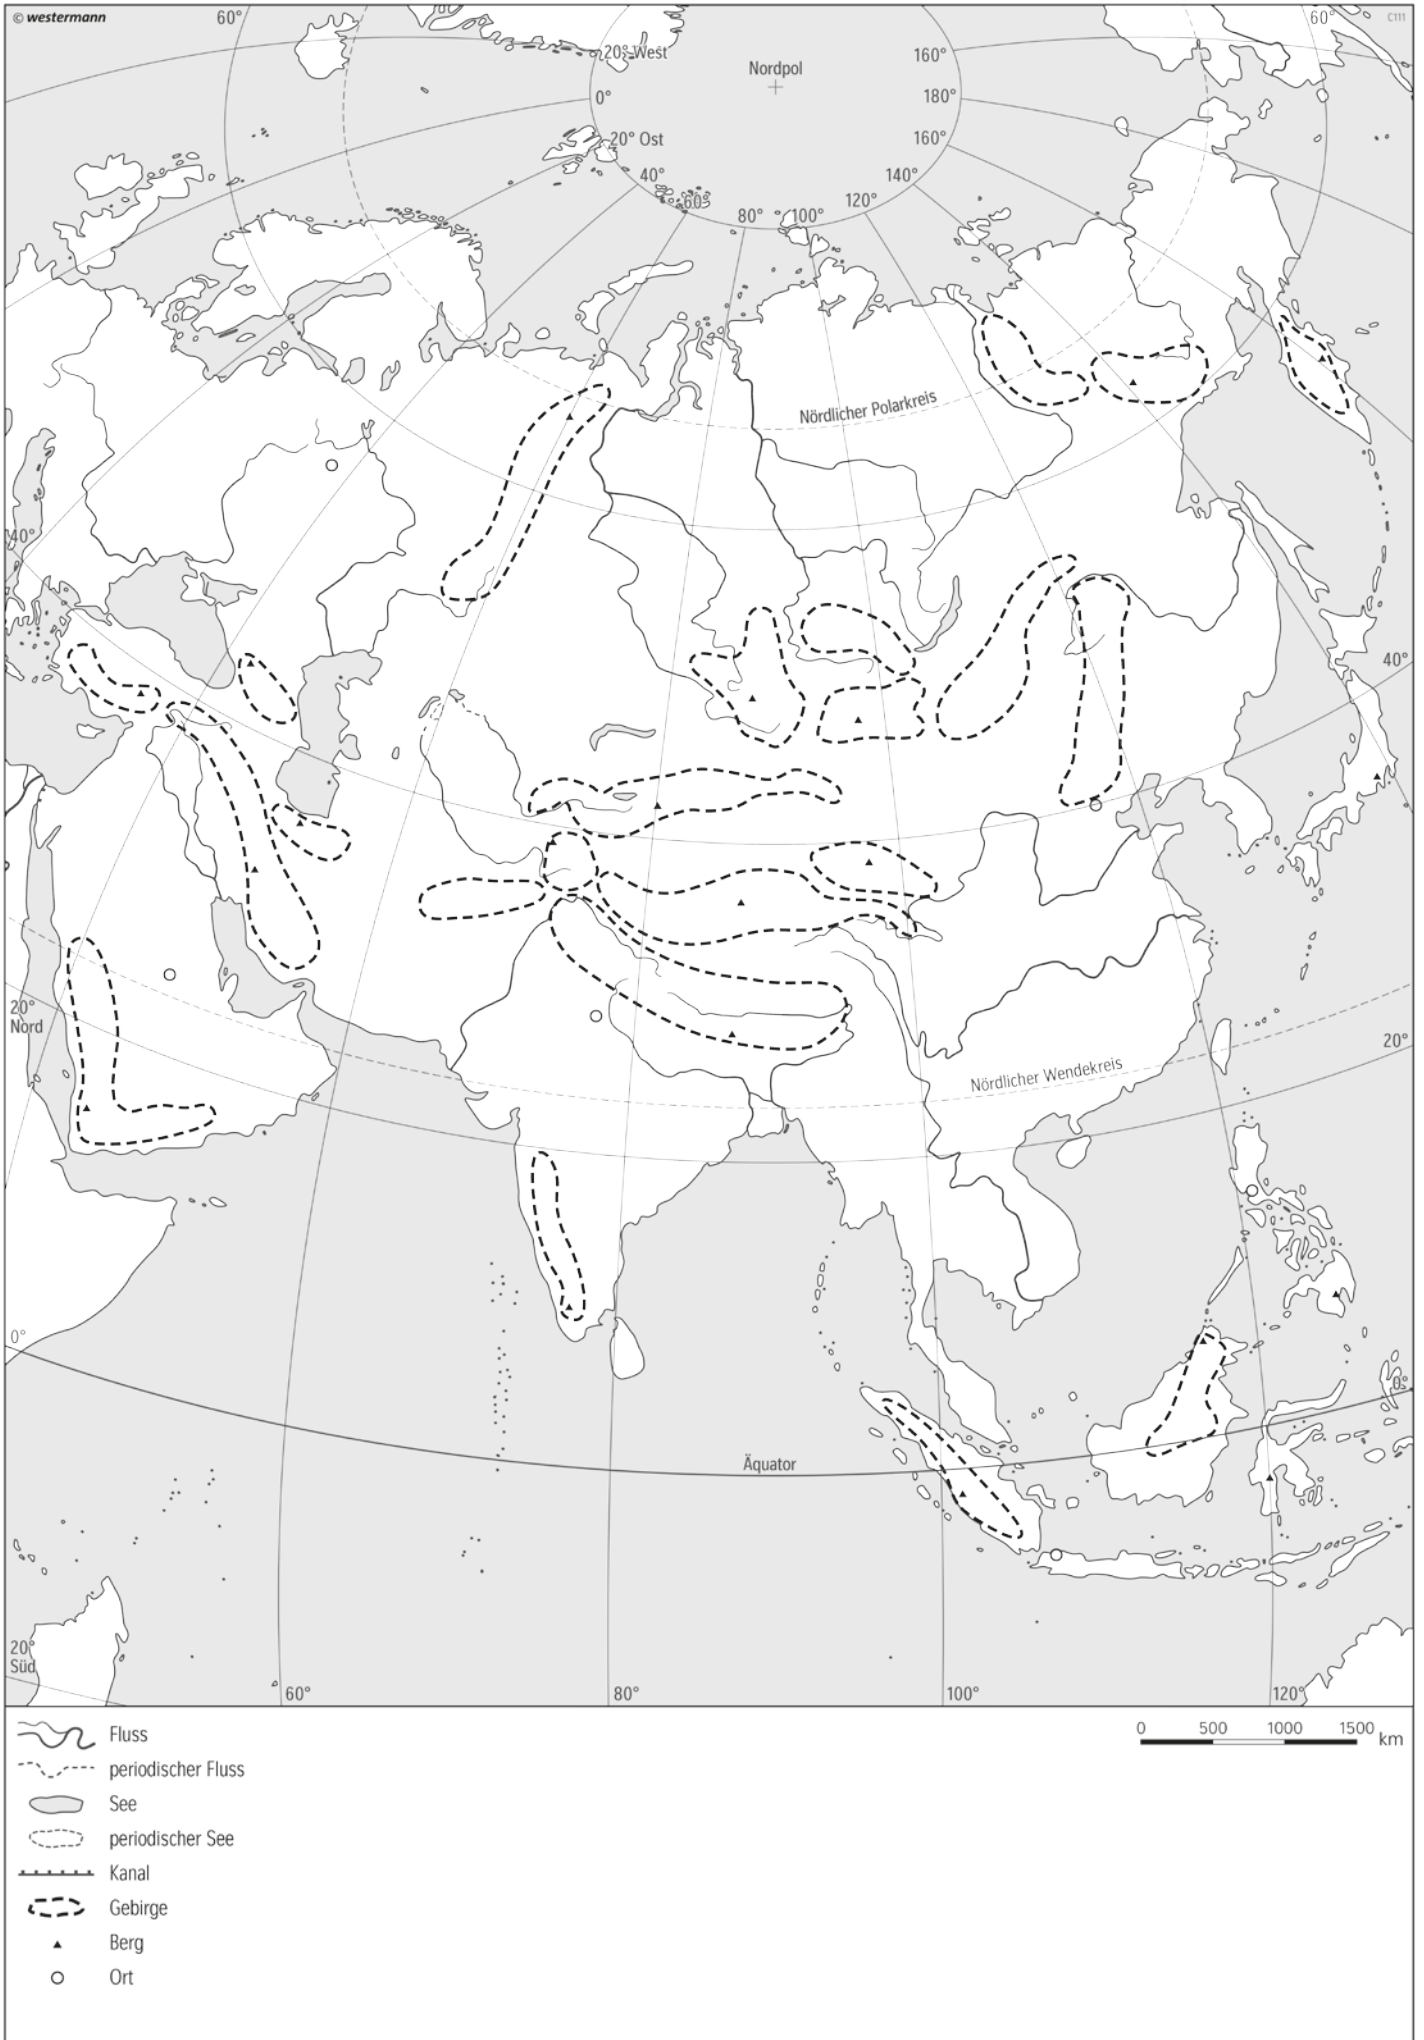 © westermann
60°
60°
C111
20° West
160°
Nordpol
0°
180°
20° Ost
160°
40°
140°
60°
80°
100°
120°
Nördlicher Polarkreis
40°
40°
20°
Nord
20°
Nördlicher Wendekreis
0°
0°
Äquator
20°
Süd
60°
80°
100°
120°
Fluss
periodischer Fluss
See
periodischer See
Kanal
Gebirge
Berg
Ort
0 500 1000 1500 km